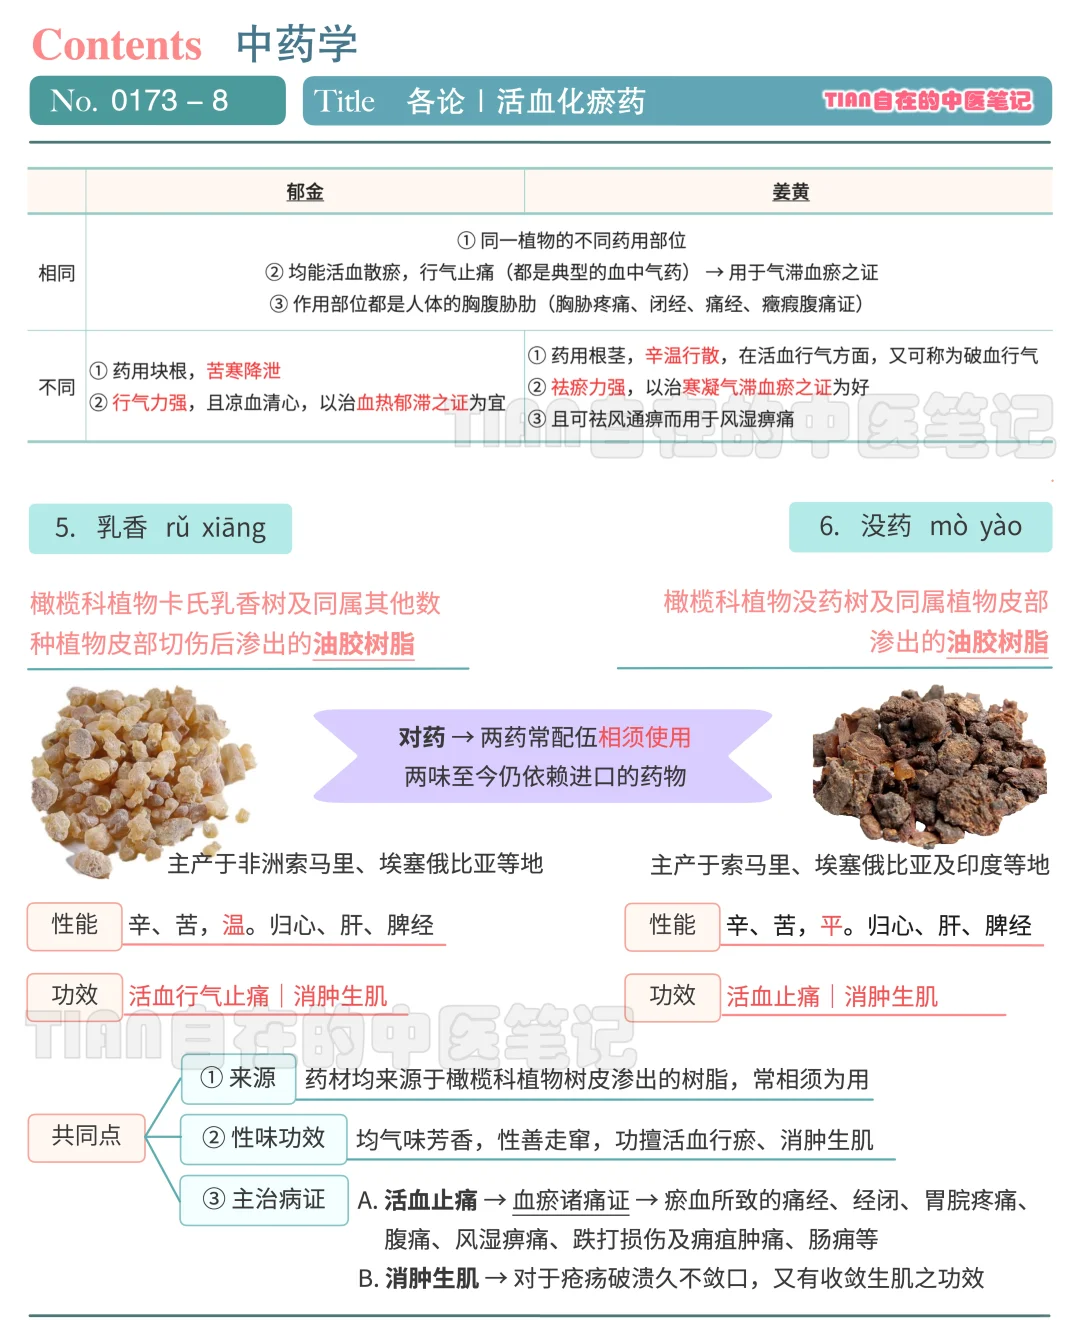 Contents 中药学
No. 0173 – 8
Title 各论 | 活血化瘀药
TIAN自在的中医笔记
郁金 姜黄
相同
① 同一植物的不同药用部位
② 均能活血散瘀，行气止痛（都是典型的血中气药） → 用于气滞血瘀之证
③ 作用部位都是人体的胸腹胁肋（胸胁疼痛、闭经、痛经、癥瘕腹痛证）
不同
① 药用块根，苦寒降泄
② 行气力强，且凉血清心，以治血热郁滞之证为宜
① 药用根茎，辛温行散，在活血行气方面，又可称为破血行气
② 祛瘀力强，以治寒凝气滞血瘀之证为好
③ 且可祛风通痹而用于风湿痹痛
TIAN自在的中医笔记
5. 乳香 rǔ xiāng
6. 没药 mò yào
橄榄科植物卡氏乳香树及同属其他数
种植物皮部切伤后渗出的油胶树脂
橄榄科植物没药树及同属植物皮部
渗出的油胶树脂
对药 → 两药常配伍相须使用
两味至今仍依赖进口的药物
主产于非洲索马里、埃塞俄比亚等地
主产于索马里、埃塞俄比亚及印度等地
性能 辛、苦，温。归心、肝、脾经
性能 辛、苦，平。归心、肝、脾经
功效 活血行气止痛 | 消肿生肌
功效 活血止痛 | 消肿生肌
TIAN自在的中医笔记
共同点
① 来源 药材均来源于橄榄科植物树皮渗出的树脂，常相须为用
② 性味功效 均气味芳香，性善走窜，功擅活血行瘀、消肿生肌
③ 主治病证 A. 活血止痛 → 血瘀诸痛证 → 瘀血所致的痛经、经闭、胃脘疼痛、
腹痛、风湿痹痛、跌打损伤及痈疽肿痛、肠痈等
B. 消肿生肌 → 对于疮疡破溃久不敛口，又有收敛生肌之功效